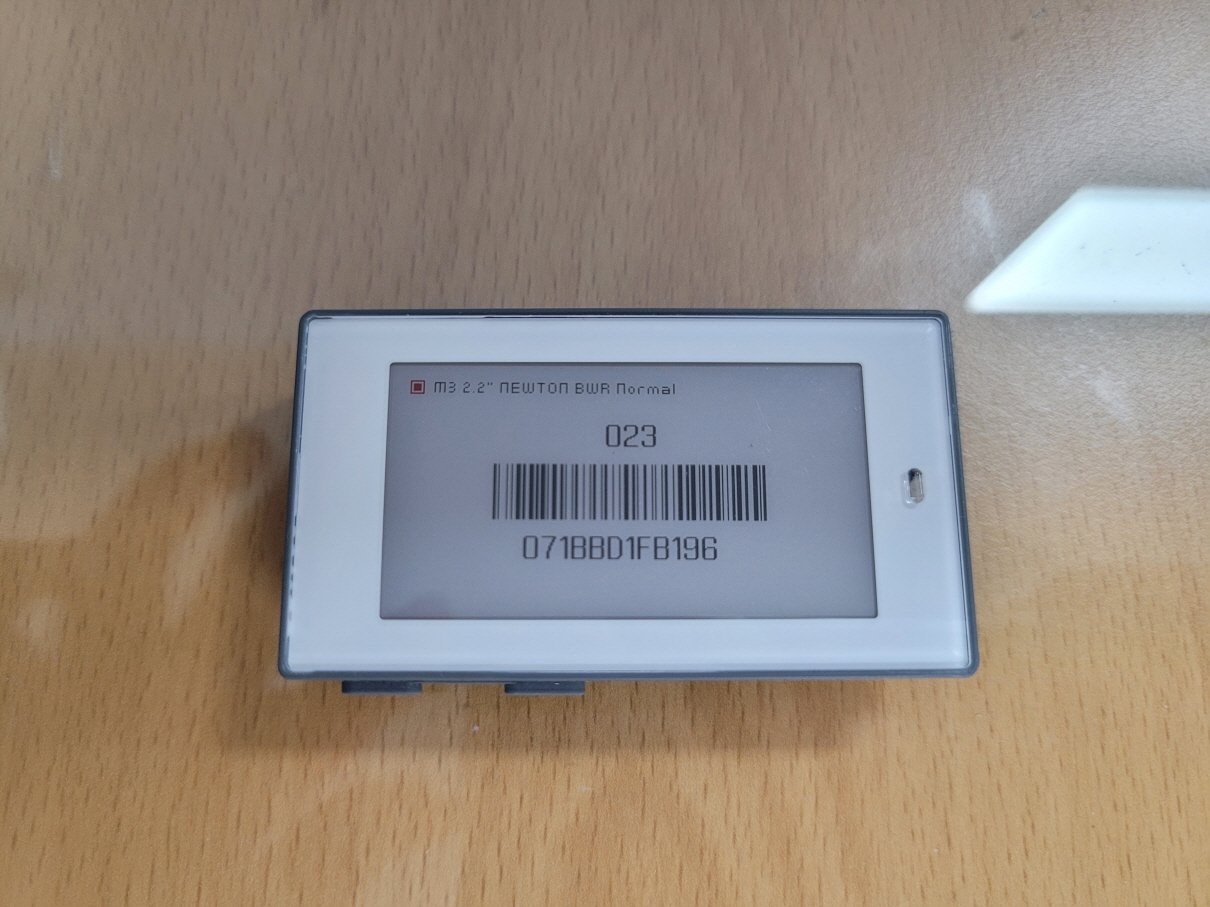 M3 2.2" NEWTON BWR Normal
023
071BBD1FB196